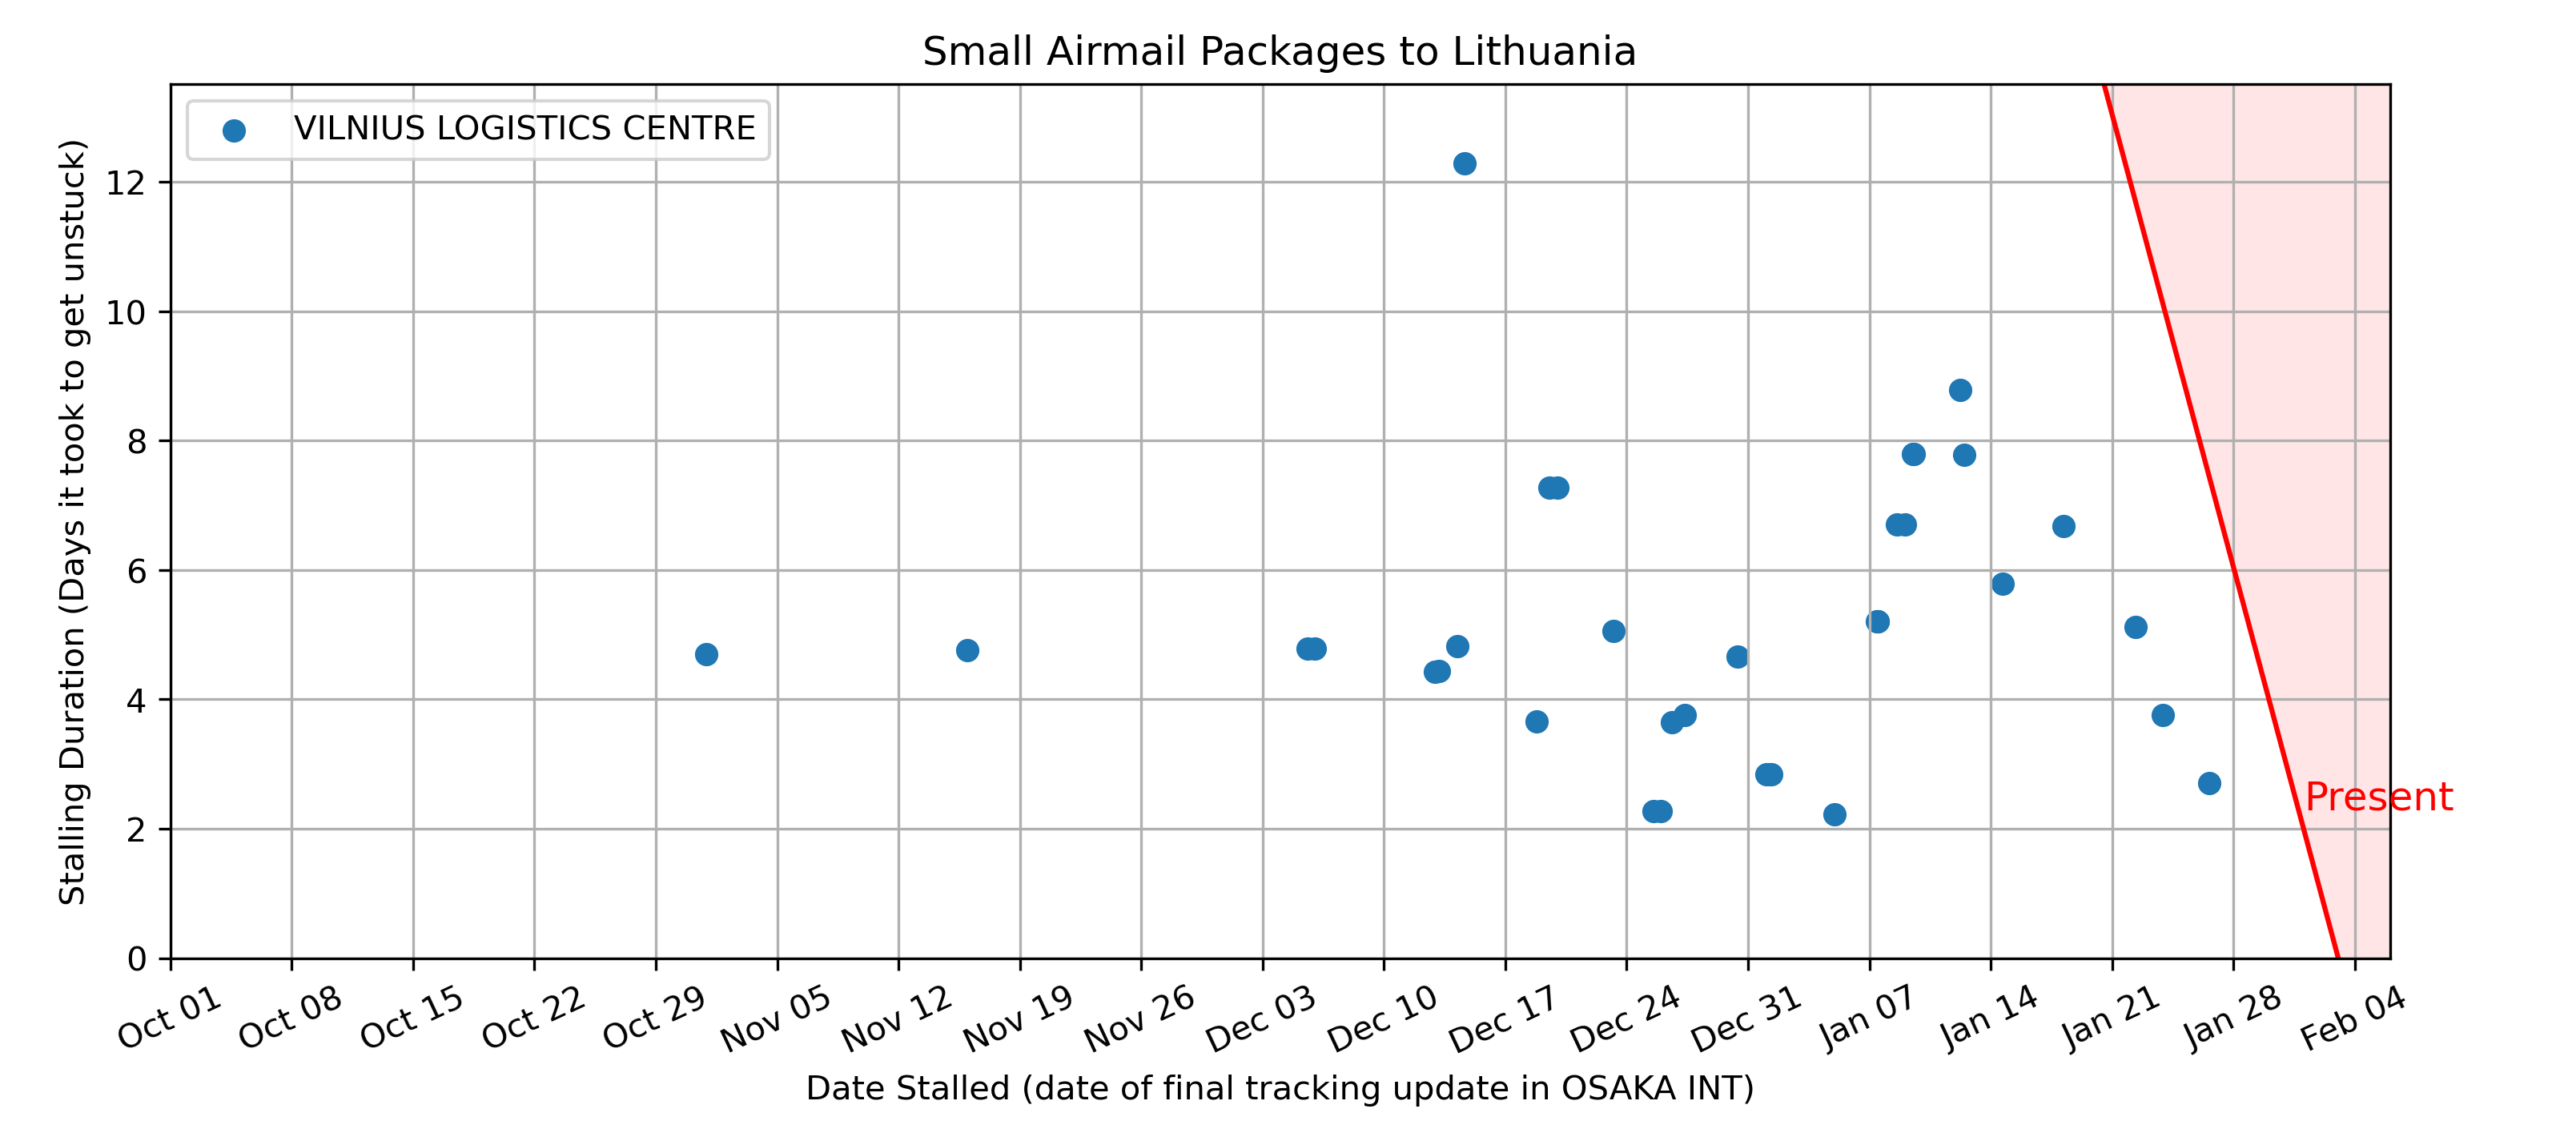 Small Airmail Packages to Lithuania
VILNIUS LOGISTICS CENTRE
Stalling Duration (Days it took to get unstuck)
12
10
8
6
4
2
0
Present
Oct 01
Oct 08
Oct 15
Oct 22
Oct 29
Nov 05
Nov 12
Nov 19
Nov 26
Dec 03
Dec 10
Dec 17
Dec 24
Dec 31
Jan 07
Jan 14
Jan 21
Jan 28
Feb 04
Date Stalled (date of final tracking update in OSAKA INT)